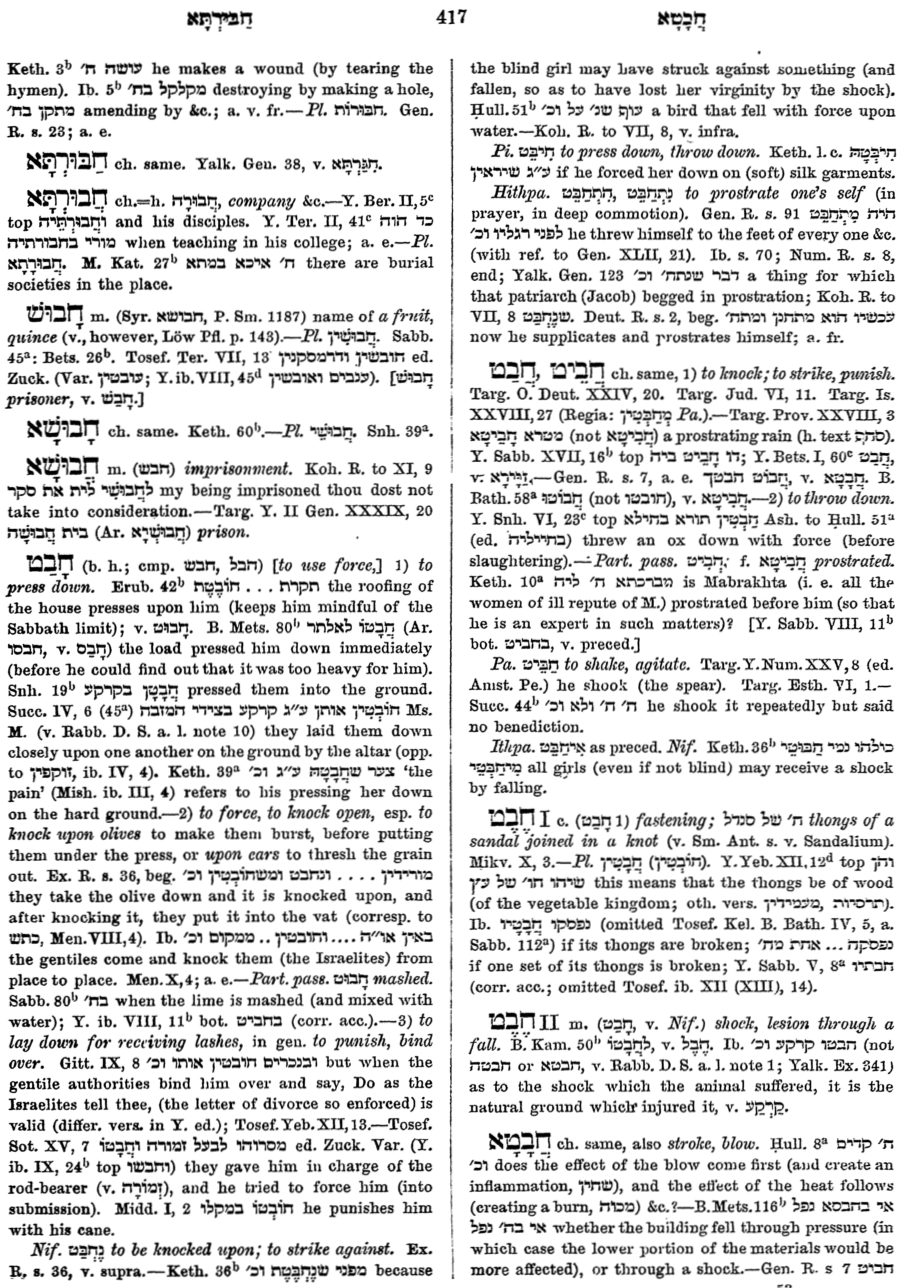 חַבּוּרְתָּא
417
חֲבָטָא
Keth. 3ᵇ עושה ח׳ he makes a wound (by tearing the
hymen). Ib. 5ᵇ מקלקל בח׳ destroying by making a hole,
מתקן בח׳ amending by &c.; a. v. fr.—Pl. חַבּוּרוֹת. Gen.
R. s. 23; a. e.
חַבּוּרְתָּא ch. same. Yalk. Gen. 38, v.
חֲבוּרְתָּא ch.=h. חֲבוּרָה, company &c.—Y. Ber. II, 5ᶜ
top וַחֲבוּרְתֵּיהּ and his disciples. Y. Ter. II, 41ᶜ כד הוה
מורי בחבורתיה when teaching in his college; a. e.—Pl.
חֲבוּרָתָא. M. Kat. 27ᵇ ח׳ איכא במתא there are burial
societies in the place.
חָבוּשׁ m. (Syr. חבושא, P. Sm. 1187) name of a fruit,
quince (v., however, Löw Pfl. p. 143).—Pl. חֲבוּשִׁין. Sabb.
45ᵃ: Bets. 26ᵇ. Tosef. Ter. VII, 13 חובשין ודרמסקנין ed.
Zuck. (Var. עובטין; Y. ib. VIII, 45ᵈ ענבים ואובשין). [חָבוּשׁ
prisoner, v. חָבַשׁ.]
חֲבוּשָׁא ch. same. Keth. 60ᵇ.—Pl. חֲבוּשֵׁי. Snh. 39ᵃ.
חֲבוּשָׁא m. (חבש) imprisonment. Koh. R. to XI, 9
לַחֲבוּשִׁי לית את סקר my being imprisoned thou dost not
take into consideration.—Targ. Y. II Gen. XXXIX, 20
בית חֲבוּשָׁה (Ar. חֲבוּשְׁיָא) prison.
חָבַט (b. h.; cmp. חבל, חבש) [to use force,] 1) to
press down. Erub. 42ᵇ תקרת ... חוֹבֶטֶת the roofing of
the house presses upon him (keeps him mindful of the
Sabbath limit); v. חָבוּט. B. Mets. 80ᵇ חֲבָטוֹ לאלתר (Ar.
חבסו, v. חָבַס) the load pressed him down immediately
(before he could find out that it was too heavy for him).
Snh. 19ᵇ חֲבָטָן בקרקע pressed them into the ground.
Succ. IV, 6 (45ᵃ) חוֹבְטִין אותן ע״ג קרקע בצידי המזבח Ms.
M. (v. Rabb. D. S. a. l. note 10) they laid them down
closely upon one another on the ground by the altar (opp.
to זוקפין, ib. IV, 4). Keth. 39ᵃ צער שחֲבָטָהּ ע״ג וכ׳ ‘the
pain’ (Mish. ib. III, 4) refers to his pressing her down
on the hard ground.—2) to force, to knock open, esp. to
knock upon olives to make them burst, before putting
them under the press, or upon ears to thresh the grain
out. Ex. R. s. 36, beg. מורידין .... ונחבט ומשחוֹבְטִין וכ׳
they take the olive down and it is knocked upon, and
after knocking it, they put it into the vat (corresp. to
כתש, Men. VIII, 4). Ib. באין או״ה .... וחובטין .. ממקום וכ׳
the gentiles come and knock them (the Israelites) from
place to place. Men. X, 4; a. e.—Part. pass. חבוט mashed.
Sabb. 80ᵇ בח׳ when the lime is mashed (and mixed with
water); Y. ib. VIII, 11ᵇ bot. בחביט (corr. acc.).—3) to
lay down for receiving lashes, in gen. to punish, bind
over. Gitt. IX, 8 ובנכרים חובטין אותו וכ׳ but when the
gentile authorities bind him over and say, Do as the
Israelites tell thee, (the letter of divorce so enforced) is
valid (differ. vers. in Y. ed.); Tosef. Yeb. XII, 13.—Tosef.
Sot. XV, 7 מסרוהו לבעל זמורה וחֲבָטוֹ ed. Zuck. Var. (Y.
ib. IX, 24ᵇ top וחבשו) they gave him in charge of the
rod-bearer (v. זְמוֹרָה), and he tried to force him (into
submission). Midd. I, 2 חוֹבְטוֹ במקלו he punishes him
with his cane.
Nif. נֶחְבַּט to be knocked upon; to strike against. Ex.
R. s. 36, v. supra.—Keth. 36ᵇ מפני שֶׁנֶּחְבֶּטֶת וכ׳ because
the blind girl may have struck against something (and
fallen, so as to have lost her virginity by the shock).
Ḥull. 51ᵇ עוֹף שנ׳ על וכ׳ a bird that fell with force upon
water.—Koh. R. to VII, 8, v. infra.
Pi. חִיבֵּט to press down, throw down. Keth. l. c. חִיבְּטָהּ
ע״ג שיראין if he forced her down on (soft) silk garments.
Hithpa. הִתְחַבֵּט, נִתְחַבֵּט to prostrate one's self (in
prayer, in deep commotion). Gen. R. s. 91 היה מִתְחַבֵּט
לפני רגליו וכ׳ he threw himself to the feet of every one &c.
(with ref. to Gen. XLII, 21). Ib. s. 70; Num. R. s. 8,
end; Yalk. Gen. 123 דבר שנתח׳ וכ׳ a thing for which
that patriarch (Jacob) begged in prostration; Koh. R. to
VII, 8 שֶׁנֶּחְבַּט. Deut. R. s. 2, beg. עכשיו הוא מתחנן ומתח׳
now he supplicates and prostrates himself; a. fr.
חֲבַט, חֲבֵיט ch. same, 1) to knock; to strike, punish.
Targ. O. Deut. XXIV, 20. Targ. Jud. VI, 11. Targ. Is.
XXVIII, 27 (Regia: מְחַבְּטִין Pa.).—Targ. Prov. XXVIII, 3
מטרא חָבֵיטָא (not חֲבִיטָא) a prostrating rain (h. text סחף).
Y. Sabb. XVII, 16ᵇ top דו חָבֵיט ביה; Y. Bets. I, 60ᶜ חֲבַט,
v. זַגְיָירָא.—Gen. R. s. 7, a. e. חֲבוֹט חבטך, v. חֲבָטָא. B.
Bath. 58ᵃ חֲבוֹטוּ (not חובטו), v. חֲבִיטָא.—2) to throw down.
Y. Snh. VI, 23ᶜ top חָבְטִין תורא בחילא Ash. to Ḥull. 51ᵃ
(ed. בחייליה) threw an ox down with force (before
slaughtering).—Part. pass. חֲבִיט; f. חֲבִיטָא prostrated.
Keth. 10ᵃ מברכתא ח׳ ליה is Mabrakhta (i. e. all the
women of ill repute of M.) prostrated before him (so that
he is an expert in such matters)? [Y. Sabb. VIII, 11ᵇ
bot. בחביט, v. preced.]
Pa. חַבֵּיט to shake, agitate. Targ. Y. Num. XXV, 8 (ed.
Amst. Pe.) he shook (the spear). Targ. Esth. VI, 1.—
Succ. 44ᵇ ח׳ ח׳ ולא וכ׳ he shook it repeatedly but said
no benediction.
Ithpa. אִיחַבֵּט as preced. Nif. Keth. 36ᵇ כולהו נמי חבוטי
מִיחַבְּטֵי all girls (even if not blind) may receive a shock
by falling.
חֶבֶט I c. (חָבַט 1) fastening; ח׳ של סנדל thongs of a
sandal joined in a knot (v. Sm. Ant. s. v. Sandalium).
Mikv. X, 3.—Pl. חֲבָטִין (חוֹבְטִין). Y. Yeb. XII, 12ᵈ top והן
שיהו חו׳ של עץ this means that the thongs be of wood
(of the vegetable kingdom; oth. vers. תרסיות, מעמידין).
Ib. נפסקו חֲבָטָיו (omitted Tosef. Kel. B. Bath. IV, 5, a.
Sabb. 112ᵃ) if its thongs are broken; נפסקה ... אחת מח׳
if one set of its thongs is broken; Y. Sabb. V, 8ᵃ חבתיו
(corr. acc.; omitted Tosef. ib. XII (XIII), 14).
חֶבֶט II m. (חָבַט, v. Nif.) shock, lesion through a
fall. B. Kam. 50ᵇ לַחֲבָטוֹ, v. הֶבֶל. Ib. חבטו קרקע וכ׳ (not
חבטה or חבטא, v. Rabb. D. S. a. l. note 1; Yalk. Ex. 341)
as to the shock which the animal suffered, it is the
natural ground which injured it, v. קַרְקַע.
חֲבָטָא ch. same, also stroke, blow. Ḥull. 8ᵃ ח׳ קדים
וכ׳ does the effect of the blow come first (and create an
inflammation, שחין), and the effect of the heat follows
(creating a burn, מכוה) &c.?—B. Mets. 116ᵇ אי בחבסא נפל
אי בח׳ נפל whether the building fell through pressure (in
which case the lower portion of the materials would be
more affected), or through a shock.—Gen. R. s 7 חביט